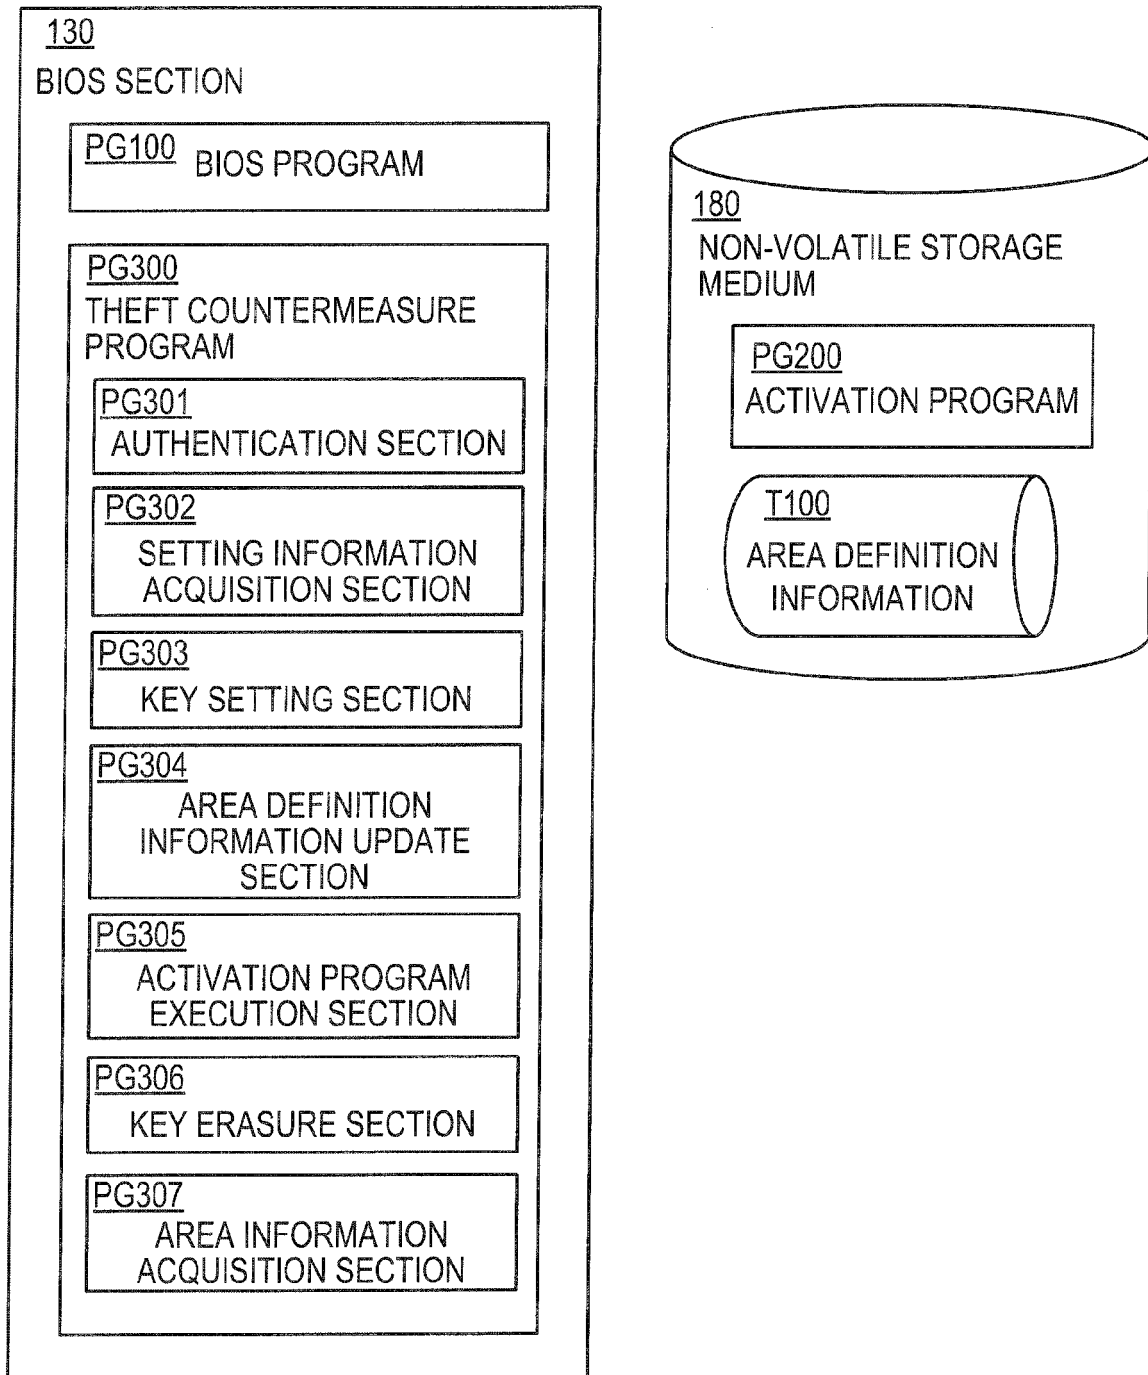 130
BIOS SECTION
PG100 BIOS PROGRAM
PG300
THEFT COUNTERMEASURE
PROGRAM
PG301
AUTHENTICATION SECTION
PG302
SETTING INFORMATION
ACQUISITION SECTION
PG303
KEY SETTING SECTION
PG304
AREA DEFINITION
INFORMATION UPDATE
SECTION
PG305
ACTIVATION PROGRAM
EXECUTION SECTION
PG306
KEY ERASURE SECTION
PG307
AREA INFORMATION
ACQUISITION SECTION
180
NON-VOLATILE STORAGE
MEDIUM
PG200
ACTIVATION PROGRAM
T100
AREA DEFINITION
INFORMATION